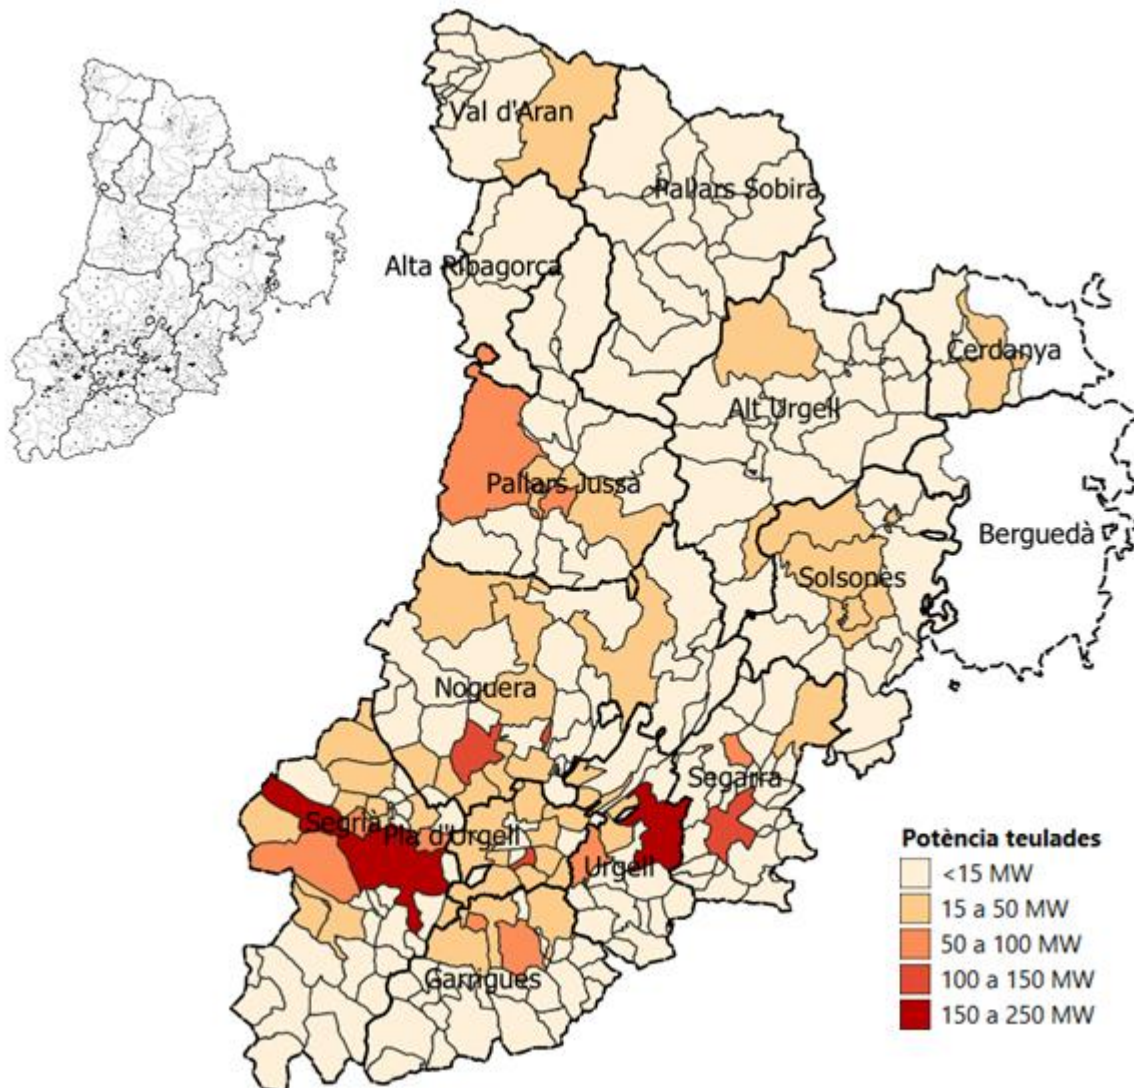 Val d'Aran
Pallars Sobira
Alta Ribagorça
Cerdanya
Alt Urgell
Pallars Jussà
Berguedà
Solsonès
Noguera
Segarra
Segrià
Pla d'Urgell
Urgell
Garrigues
Potència teulades
<15 MW
15 a 50 MW
50 a 100 MW
100 a 150 MW
150 a 250 MW